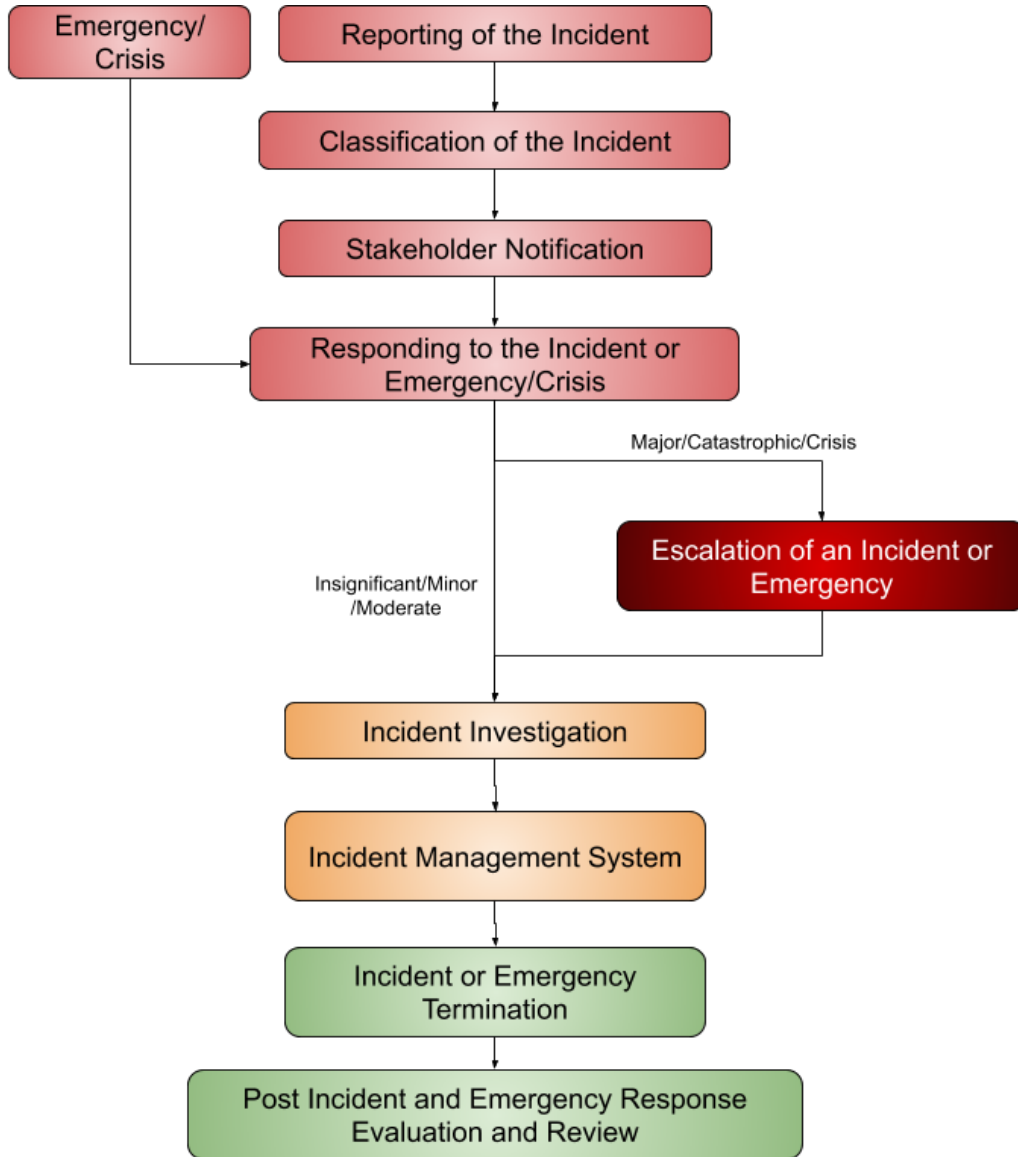 Emergency/
Crisis
Reporting of the Incident
Classification of the Incident
Stakeholder Notification
Responding to the Incident or
Emergency/Crisis
Major/Catastrophic/Crisis
Escalation of an Incident or
Emergency
Insignificant/Minor
/Moderate
Incident Investigation
Incident Management System
Incident or Emergency
Termination
Post Incident and Emergency Response
Evaluation and Review